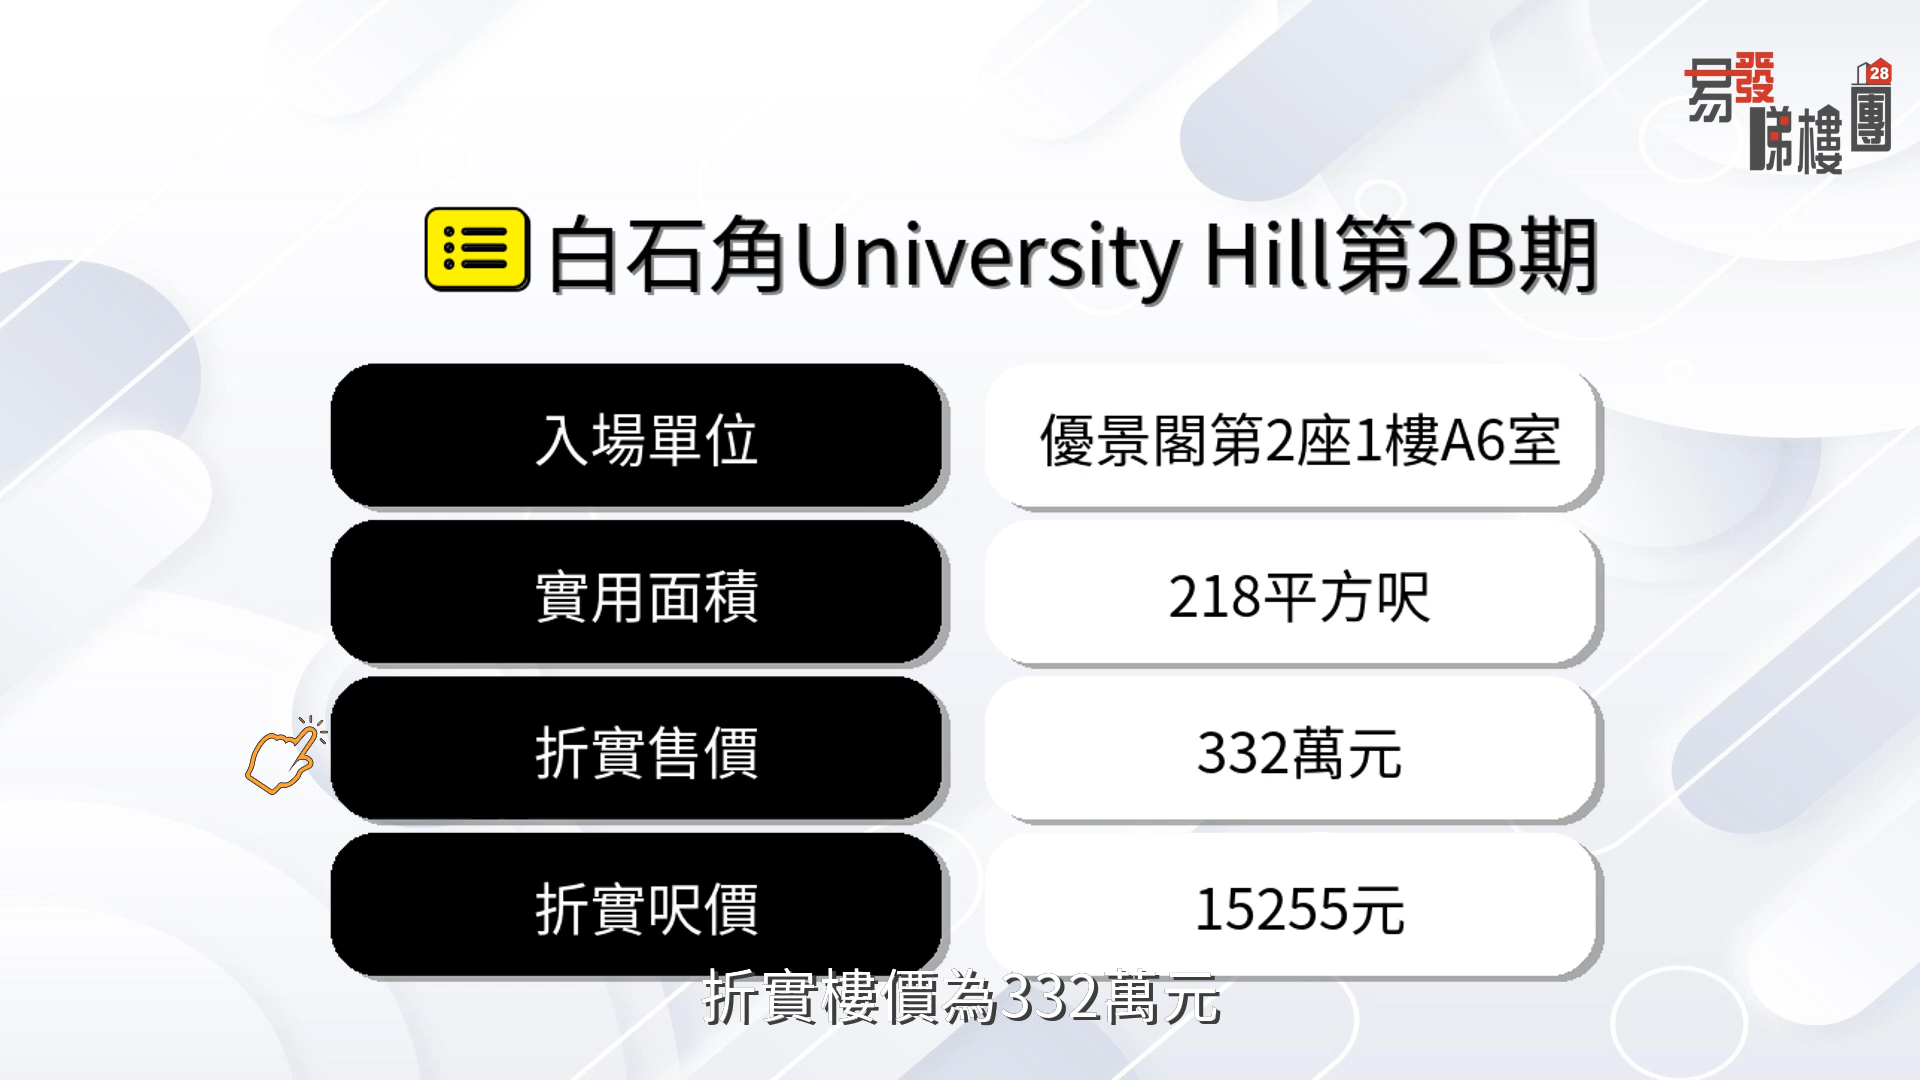 易發睇樓團
28
白石角University Hill第2B期
入場單位 優景閣第2座1樓A6室
實用面積 218平方呎
折實售價 332萬元
折實呎價 15255元
折實樓價為332萬元